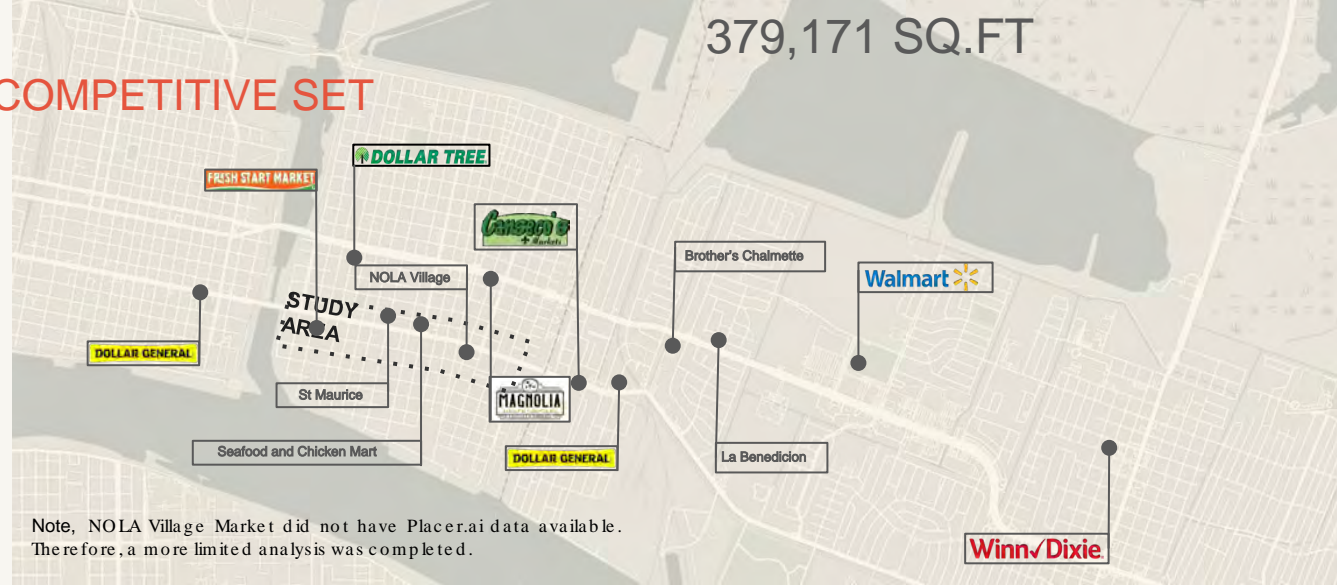 379,171 SQ.FT
COMPETITIVE SET
DOLLAR TREE
FRESH START MARKET
Canseco's
+ Markets
Brother's Chalmette
NOLA Village
Walmart
STUDY
AREA
DOLLAR GENERAL
St Maurice
MAGNOLIA
Seafood and Chicken Mart
DOLLAR GENERAL
La Benedicion
Note, NOLA Village Market did not have Placer.ai data available.
Therefore, a more limited analysis was completed.
Winn✓Dixie